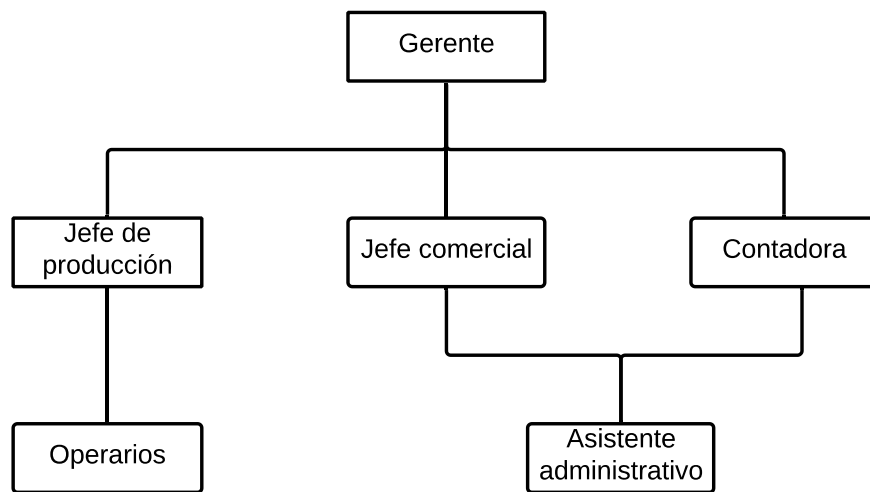 Gerente
Jefe de
producción
Jefe comercial
Contadora
Operarios
Asistente
administrativo